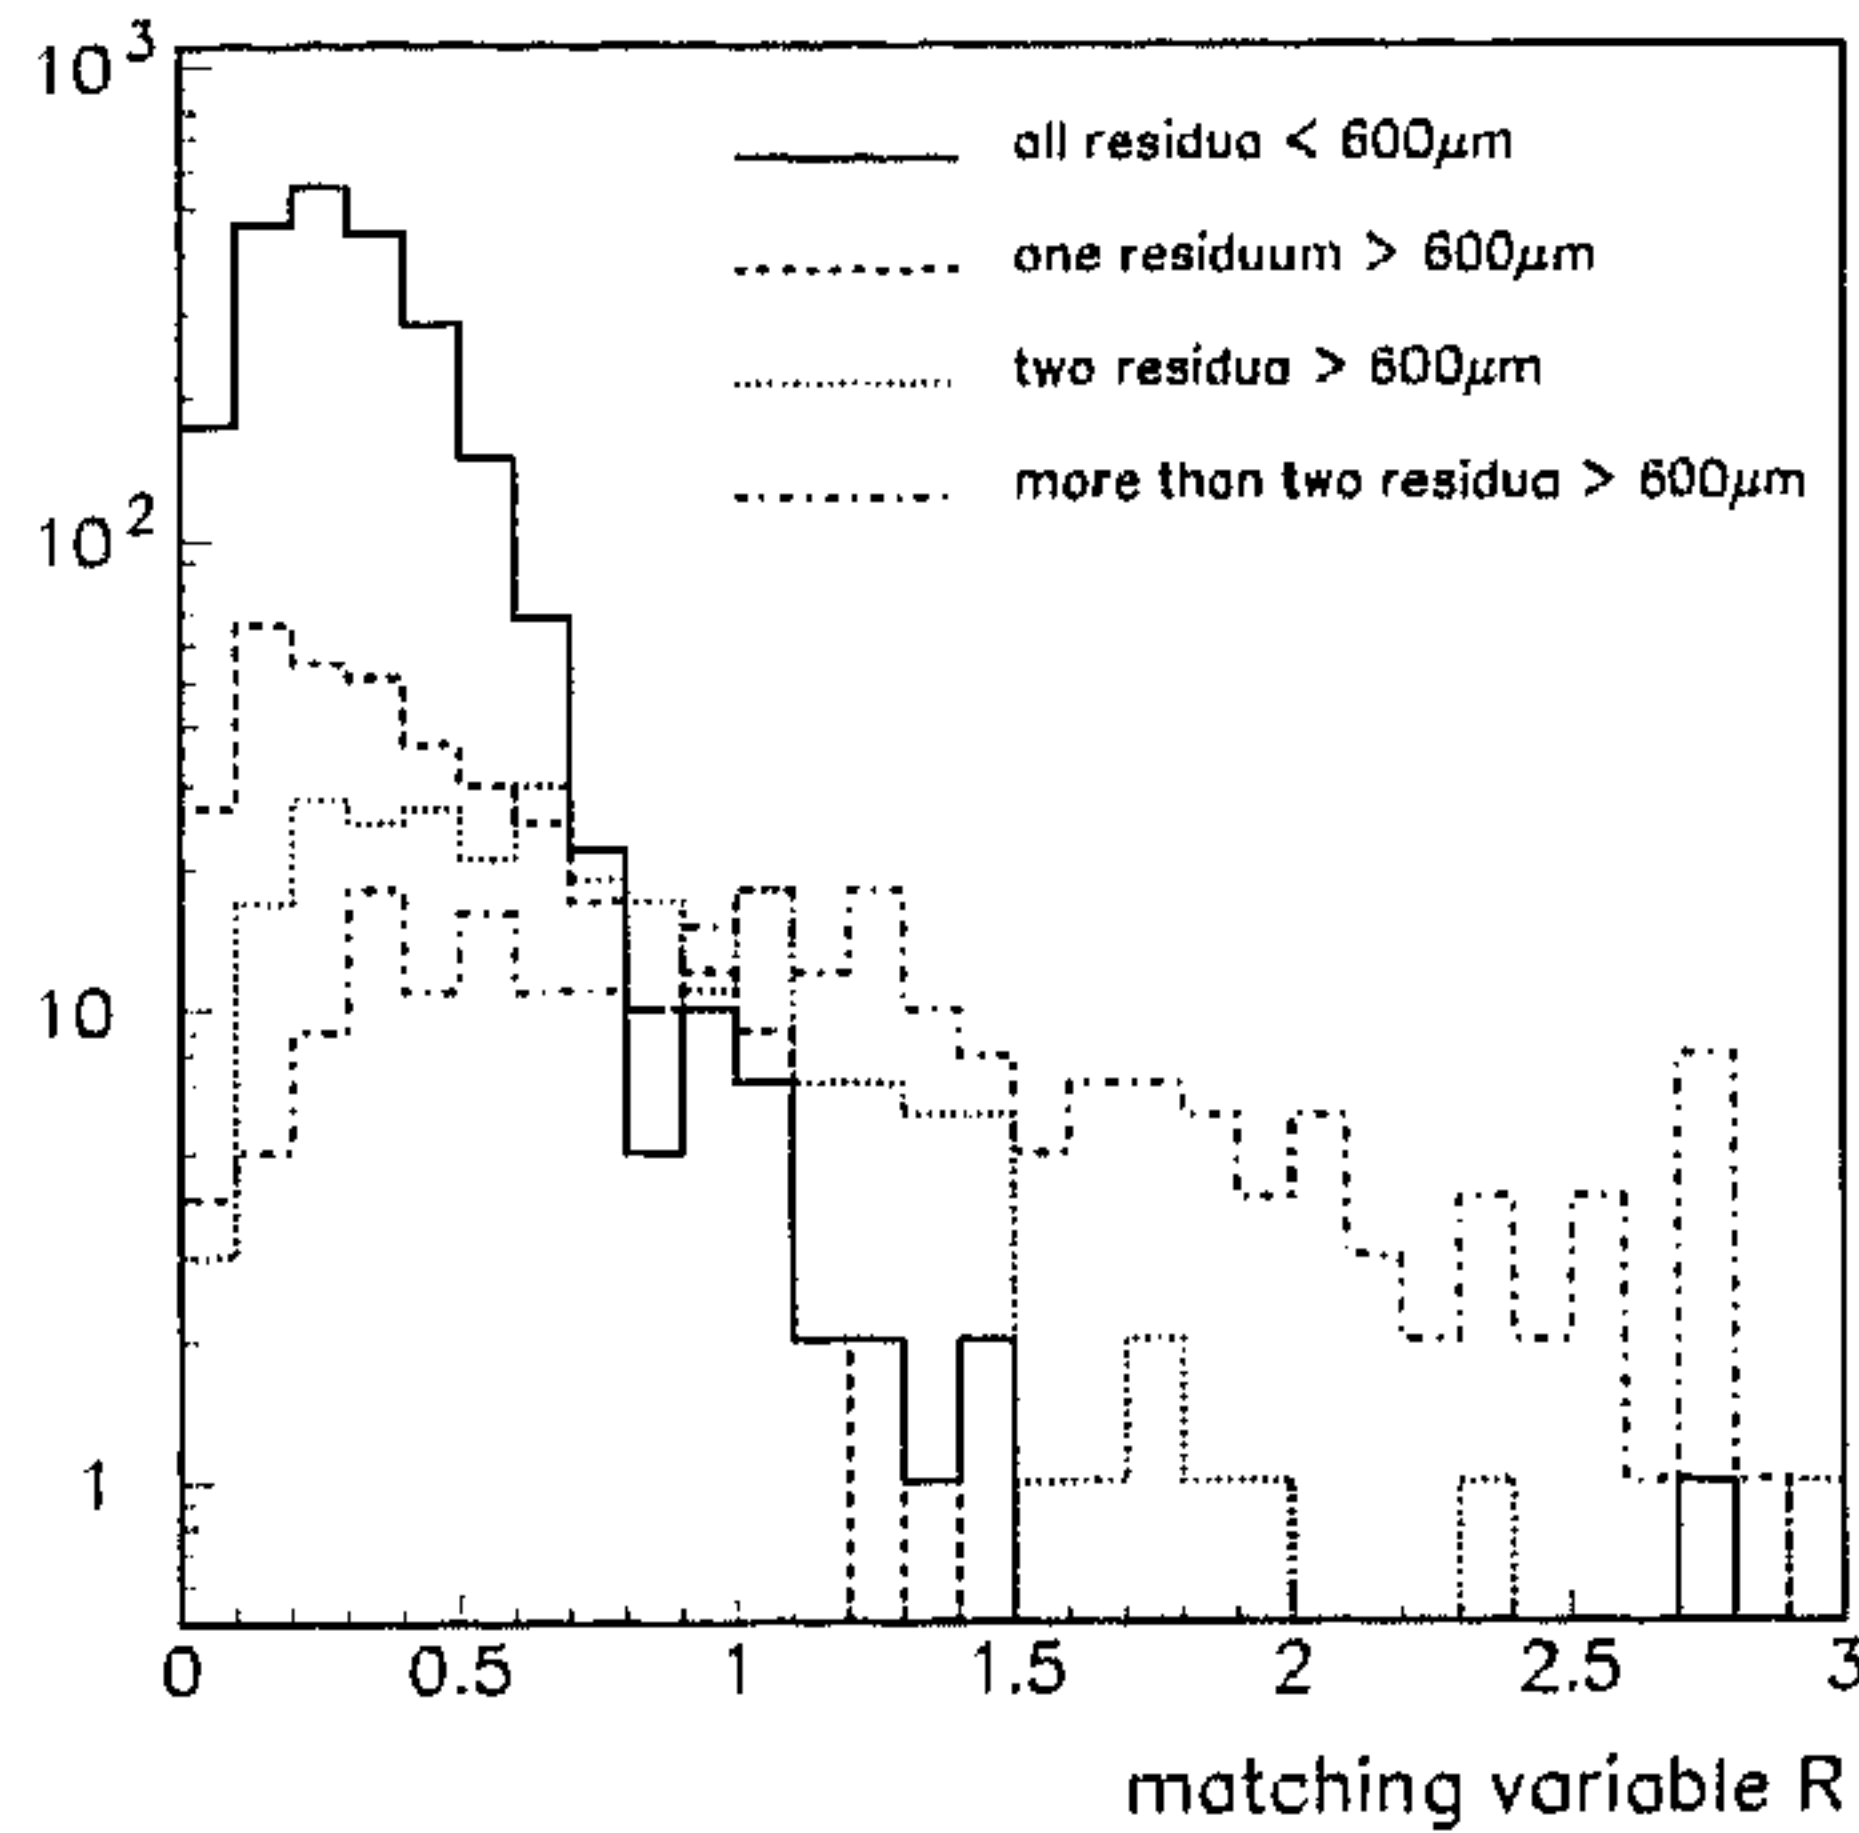 10³
10²
10
1
all residua < 600μm
one residuum > 600μm
two residua > 600μm
more than two residua > 600μm
0 0.5 1 1.5 2 2.5 3
matching variable R